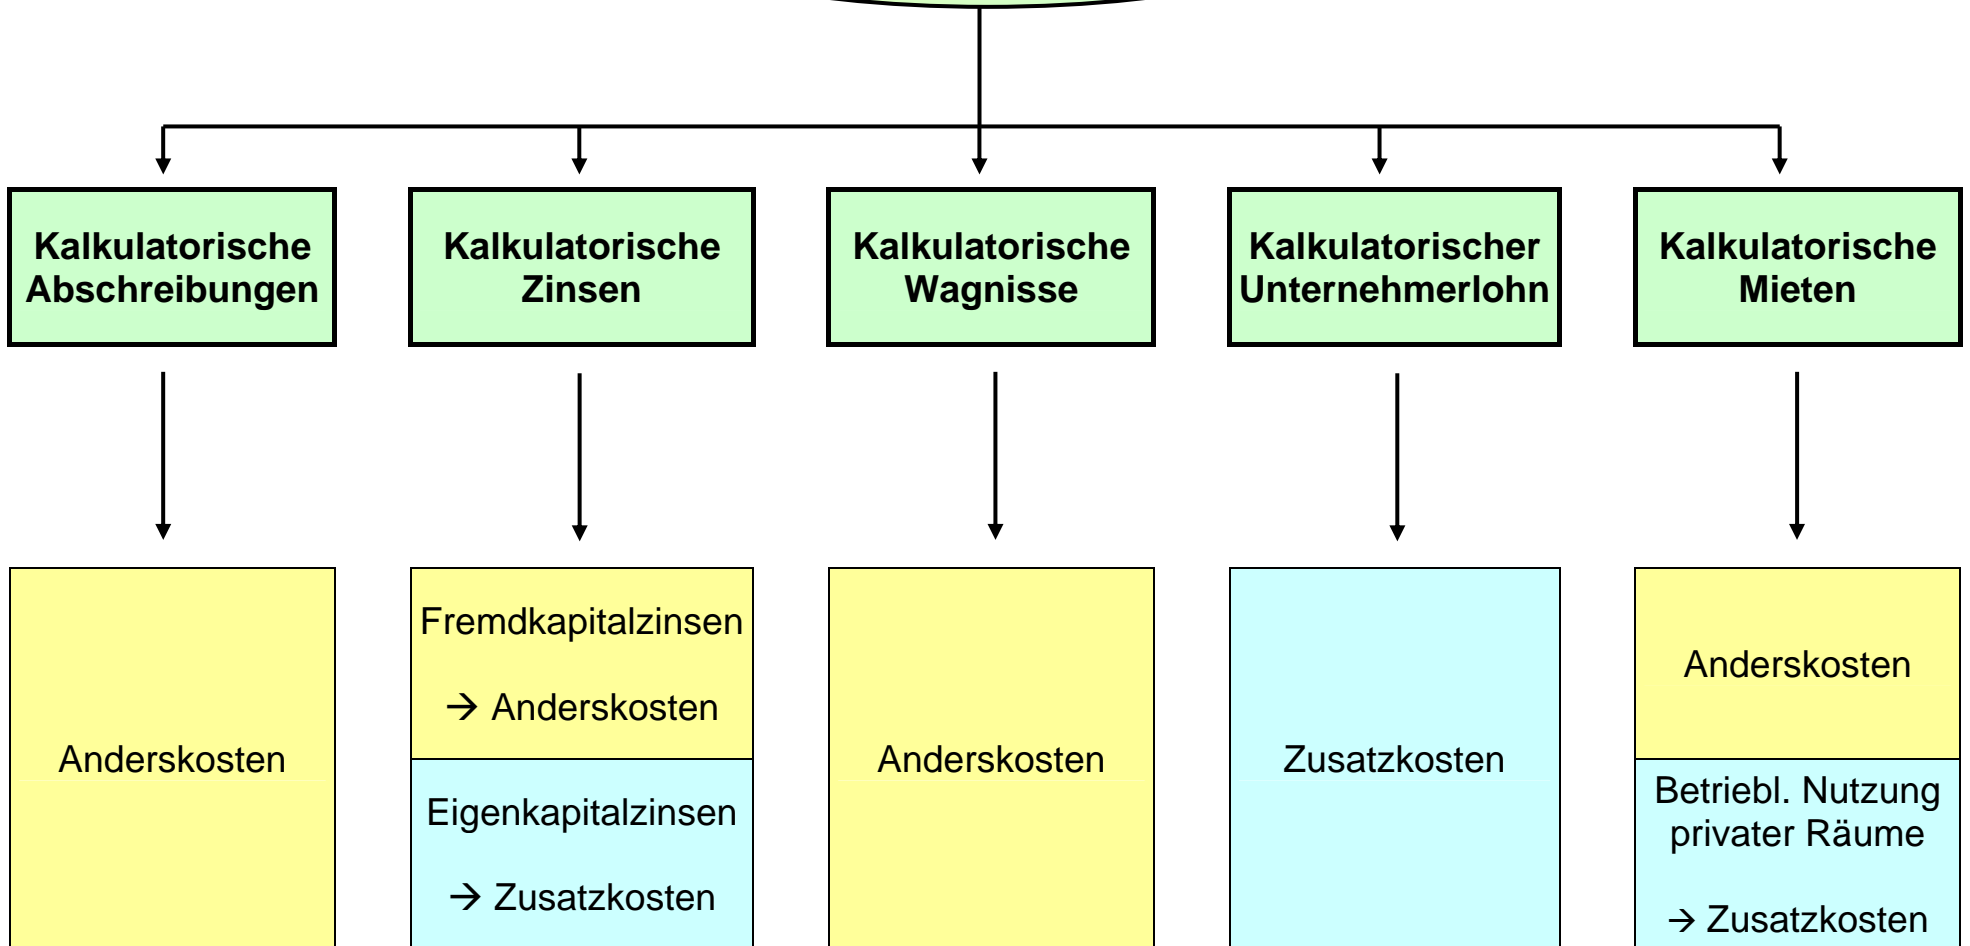 Kalkulatorische
Abschreibungen
Kalkulatorische
Zinsen
Kalkulatorische
Wagnisse
Kalkulatorischer
Unternehmerlohn
Kalkulatorische
Mieten
Anderskosten
Fremdkapitalzinsen
→ Anderskosten
Eigenkapitalzinsen
→ Zusatzkosten
Anderskosten
Zusatzkosten
Anderskosten
Betriebl. Nutzung
privater Räume
→ Zusatzkosten